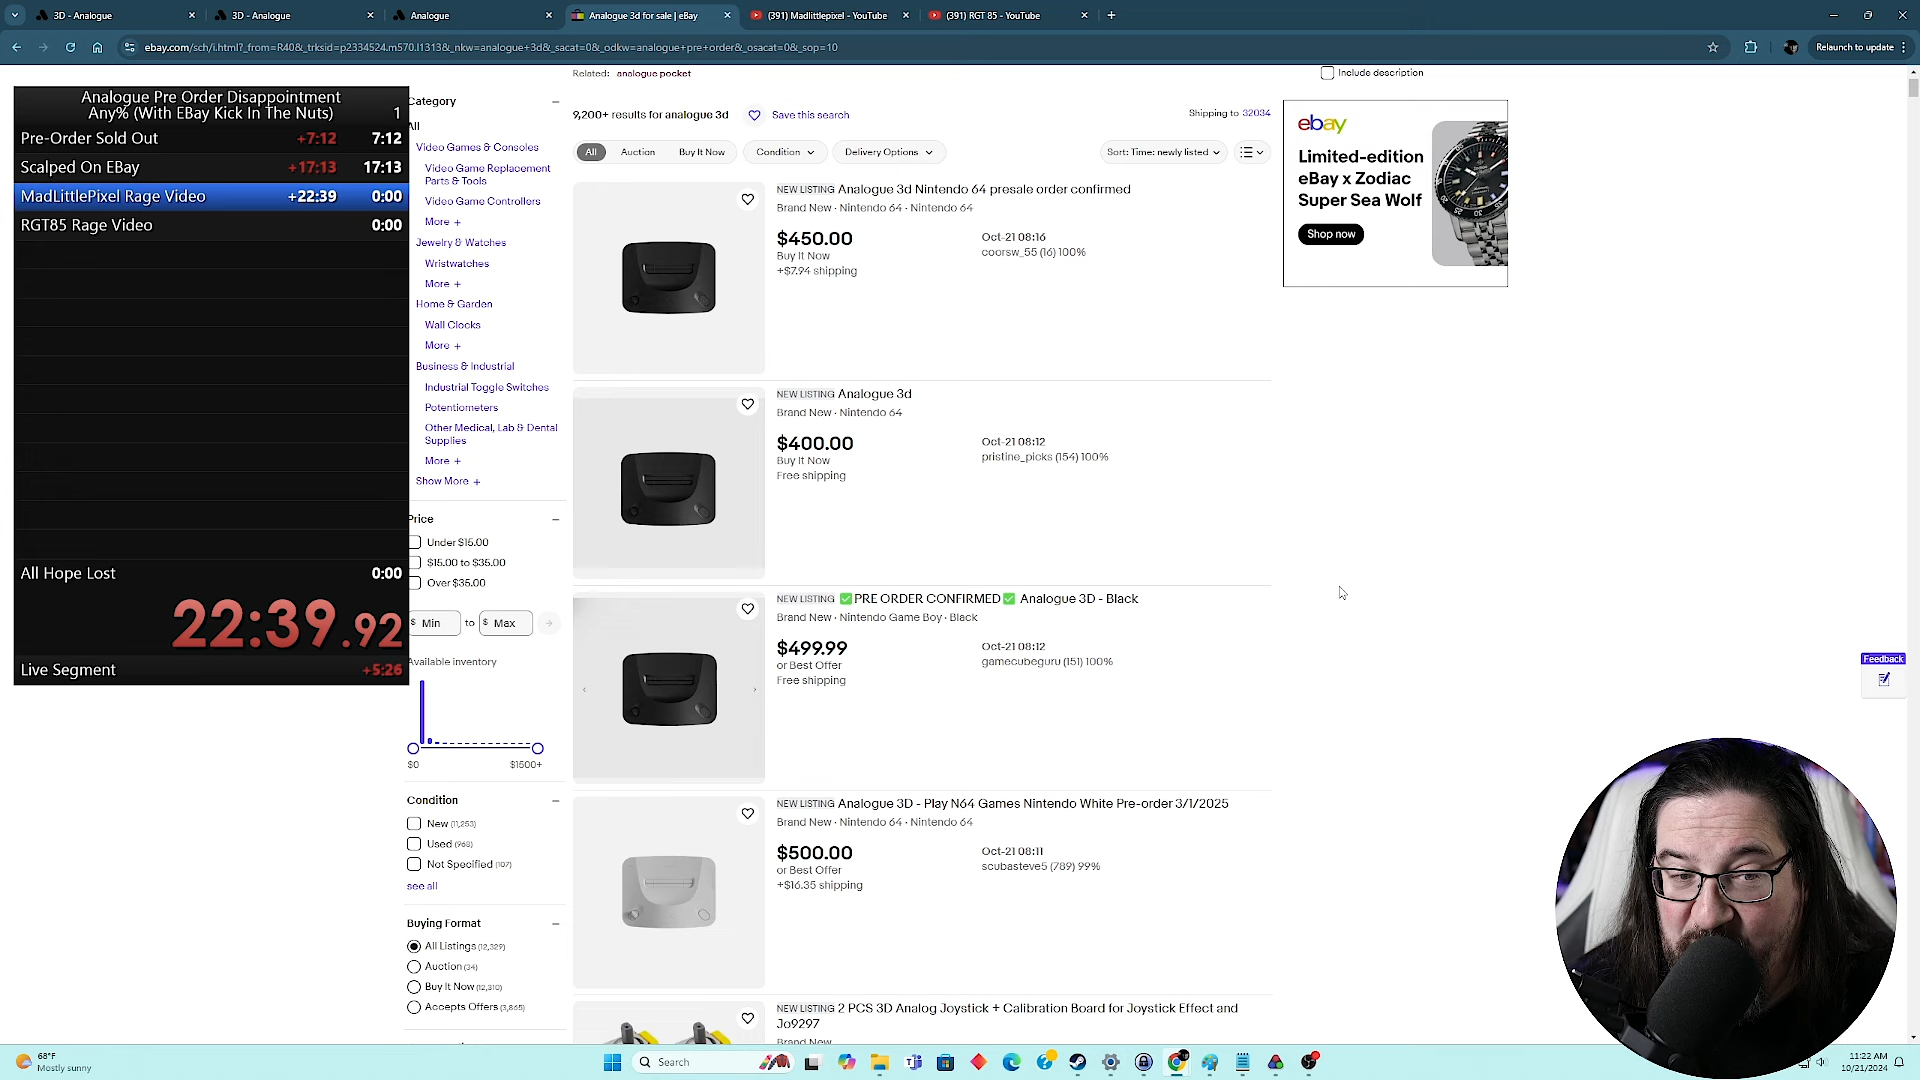 3D - Analogue
3D - Analogue
Analogue
Analogue 3d for sale | eBay
(391) Madlittlepixel - YouTube
(391) RGT 85 - YouTube
ebay.com/sch/i.html?_from=R40&_trksid=p2334524.m570.l1313&_nkw=analogue+3d&_sacat=0&_odkw=analogue+pre+order&_osacat=0&_sop=10
Relaunch to update
Related: analogue pocket
Include description
Analogue Pre Order Disappointment
Any% (With EBay Kick In The Nuts) 1
Pre-Order Sold Out +7:12 7:12
Scalped On EBay +17:13 17:13
MadLittlePixel Rage Video +22:39 0:00
RGT85 Rage Video 0:00
All Hope Lost 0:00
22:39.92
Live Segment +5:26
Category
All
Video Games & Consoles
Video Game Replacement
Parts & Tools
Video Game Controllers
More +
Jewelry & Watches
Wristwatches
More +
Home & Garden
Wall Clocks
More +
Business & Industrial
Industrial Toggle Switches
Potentiometers
Other Medical, Lab & Dental
Supplies
More +
Show More +
Price
Under $15.00
$15.00 to $35.00
Over $35.00
$ Min to $ Max
Available inventory
$0 $1500+
Condition
New (11,253)
Used (968)
Not Specified (107)
see all
Buying Format
All Listings (12,329)
Auction (34)
Buy It Now (12,310)
Accepts Offers (3,865)
9,200+ results for analogue 3d
Save this search
Shipping to 32034
All
Auction
Buy It Now
Condition
Delivery Options
Sort: Time: newly listed
NEW LISTING Analogue 3d Nintendo 64 presale order confirmed
Brand New · Nintendo 64 · Nintendo 64
$450.00
Buy It Now
+$7.94 shipping
Oct-21 08:16
coorsw_55 (16) 100%
NEW LISTING Analogue 3d
Brand New · Nintendo 64
$400.00
Buy It Now
Free shipping
Oct-21 08:12
pristine_picks (154) 100%
NEW LISTING ✅PRE ORDER CONFIRMED✅ Analogue 3D - Black
Brand New · Nintendo Game Boy · Black
$499.99
or Best Offer
Free shipping
Oct-21 08:12
gamecubeguru (151) 100%
NEW LISTING Analogue 3D - Play N64 Games Nintendo White Pre-order 3/1/2025
Brand New · Nintendo 64 · Nintendo 64
$500.00
or Best Offer
+$16.35 shipping
Oct-21 08:11
scubasteve5 (789) 99%
NEW LISTING 2 PCS 3D Analog Joystick + Calibration Board for Joystick Effect and
Jo9297
Brand New
ebay
Limited-edition
eBay x Zodiac
Super Sea Wolf
Shop now
Feedback
68°F
Mostly sunny
Search
11:22 AM
10/21/2024